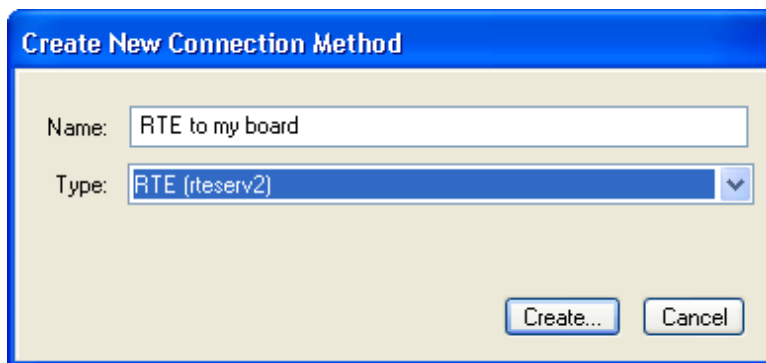 Create New Connection Method
Name: RTE to my board
Type: RTE (rteserv2)
Create... Cancel